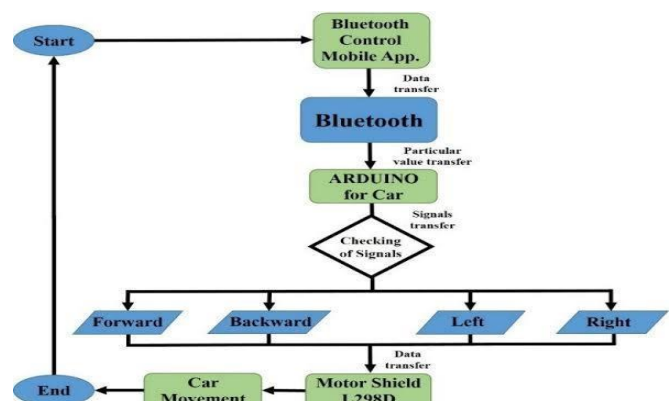 Start
Bluetooth
Control
Mobile App.
Data
transfer
Bluetooth
Particular
value transfer
ARDUINO
for Car
Signals
transfer
Checking
of Signals
Forward
Backward
Left
Right
Data
transfer
End
Car
Movement
Motor Shield
L298D